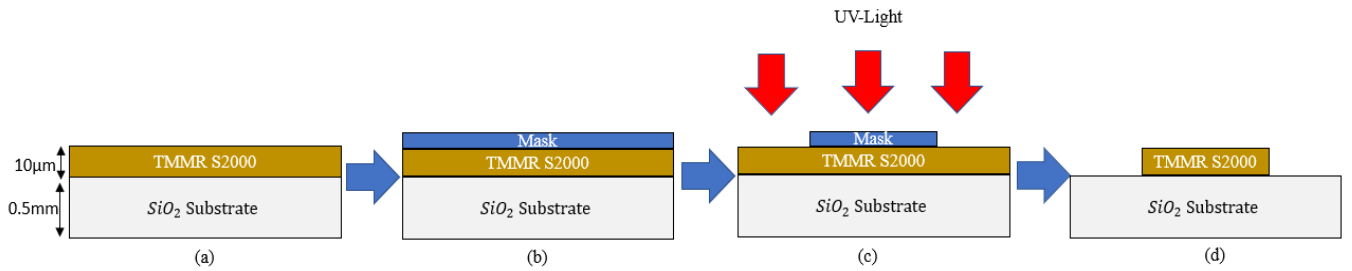 UV-Light
10μm
0.5mm
TMMR S2000
SiO2 Substrate
(a)
Mask
TMMR S2000
SiO2 Substrate
(b)
Mask
TMMR S2000
SiO2 Substrate
(c)
TMMR S2000
SiO2 Substrate
(d)